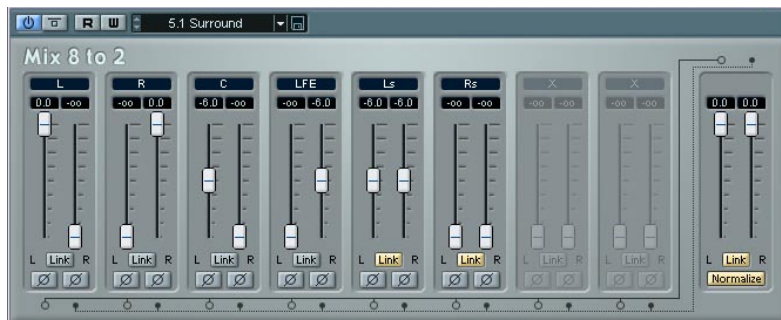 R W 5.1 Surround
Mix 8 to 2
L R C LFE Ls Rs X X
0.0 -oo -oo 0.0 -6.0 -oo -oo -6.0 -6.0 -6.0 -oo -oo -oo -oo -oo -oo 0.0 0.0
L Link R L Link R L Link R L Link R L Link R L Link R L Link R L Link R L Link R
Ø Ø Ø Ø Ø Ø Ø Ø Ø Ø Ø Ø Ø Ø Ø Ø Normalize